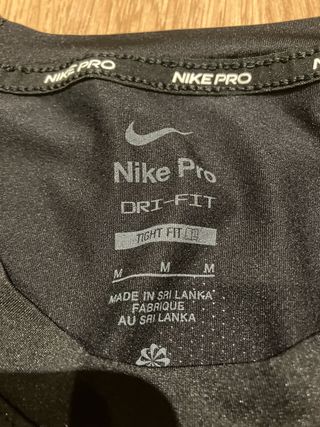 NIKE PRO NIKE PRO
Nike Pro
DRI-FIT
TIGHT FIT
M M M
MADE IN SRI LANKA
FABRIQUE
AU SRI LANKA